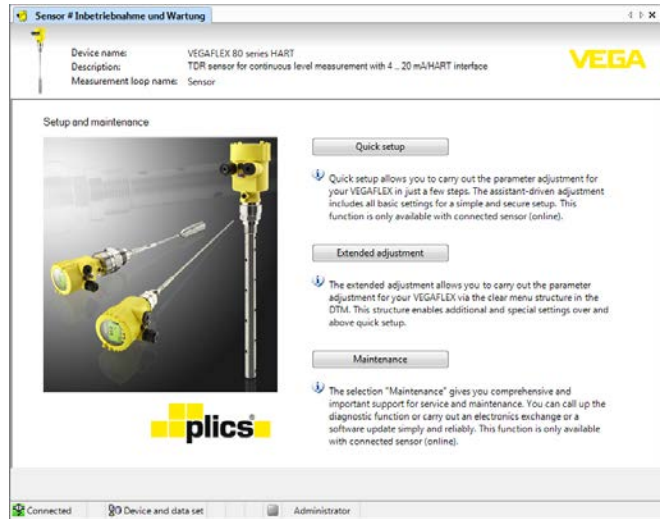 Sensor # Inbetriebnahme und Wartung
Device name: VEGAFLEX 80 series HART
Description: TDR sensor for continuous level measurement with 4 .. 20 mA/HART interface
Measurement loop name: Sensor
VEGA
Setup and maintenance
Quick setup
Quick setup allows you to carry out the parameter adjustment for
your VEGAFLEX in just a few steps. The assistant-driven adjustment
includes all basic settings for a simple and secure setup. This
function is only available with connected sensor (online).
Extended adjustment
The extended adjustment allows you to carry out the parameter
adjustment for your VEGAFLEX via the clear menu structure in the
DTM. This structure enables additional and special settings over and
above quick setup.
Maintenance
The selection "Maintenance" gives you comprehensive and
important support for service and maintenance. You can call up the
diagnostic function or carry out an electronics exchange or a
software update simply and reliably. This function is only available
with connected sensor (online).
plics®
Connected
Device and data set
Administrator